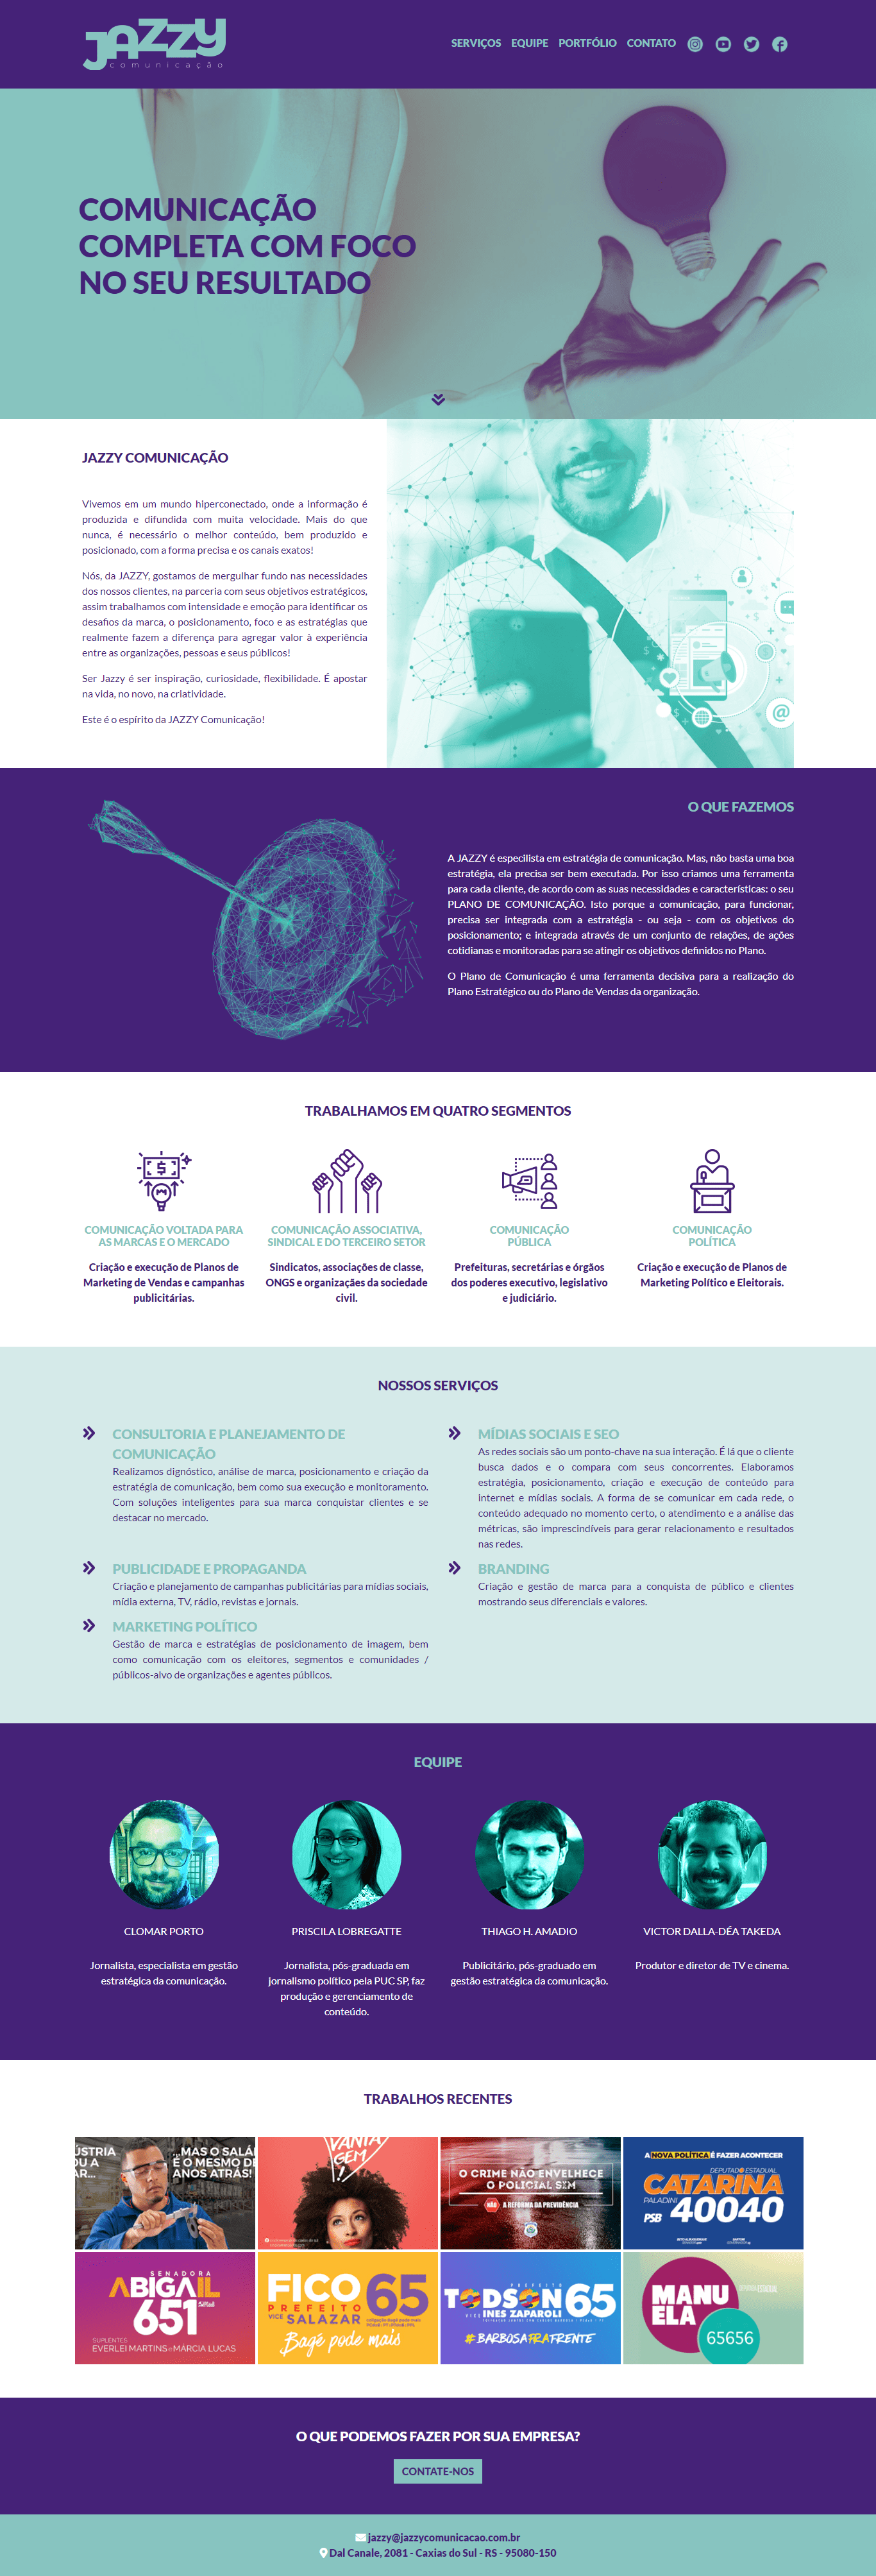 JAZZY
comunicação
SERVIÇOS EQUIPE PORTFÓLIO CONTATO
COMUNICAÇÃO
COMPLETA COM FOCO
NO SEU RESULTADO
JAZZY COMUNICAÇÃO
Vivemos em um mundo hiperconectado, onde a informação é
produzida e difundida com muita velocidade. Mais do que
nunca, é necessário o melhor conteúdo, bem produzido e
posicionado, com a forma precisa e os canais exatos!
Nós, da JAZZY, gostamos de mergulhar fundo nas necessidades
dos nossos clientes, na parceria com seus objetivos estratégicos,
assim trabalhamos com intensidade e emoção para identificar os
desafios da marca, o posicionamento, foco e as estratégias que
realmente fazem a diferença para agregar valor à experiência
entre as organizações, pessoas e seus públicos!
Ser Jazzy é ser inspiração, curiosidade, flexibilidade. É apostar
na vida, no novo, na criatividade.
Este é o espírito da JAZZY Comunicação!
O QUE FAZEMOS
A JAZZY é especilista em estratégia de comunicação. Mas, não basta uma boa
estratégia, ela precisa ser bem executada. Por isso criamos uma ferramenta
para cada cliente, de acordo com as suas necessidades e características: o seu
PLANO DE COMUNICAÇÃO. Isto porque a comunicação, para funcionar,
precisa ser integrada com a estratégia - ou seja - com os objetivos do
posicionamento; e integrada através de um conjunto de relações, de ações
cotidianas e monitoradas para se atingir os objetivos definidos no Plano.
O Plano de Comunicação é uma ferramenta decisiva para a realização do
Plano Estratégico ou do Plano de Vendas da organização.
TRABALHAMOS EM QUATRO SEGMENTOS
COMUNICAÇÃO VOLTADA PARA
AS MARCAS E O MERCADO
Criação e execução de Planos de
Marketing de Vendas e campanhas
publicitárias.
COMUNICAÇÃO ASSOCIATIVA,
SINDICAL E DO TERCEIRO SETOR
Sindicatos, associações de classe,
ONGS e organizações da sociedade
civil.
COMUNICAÇÃO
PÚBLICA
Prefeituras, secretárias e órgãos
dos poderes executivo, legislativo
e judiciário.
COMUNICAÇÃO
POLÍTICA
Criação e execução de Planos de
Marketing Político e Eleitorais.
NOSSOS SERVIÇOS
CONSULTORIA E PLANEJAMENTO DE
COMUNICAÇÃO
Realizamos dignóstico, análise de marca, posicionamento e criação da
estratégia de comunicação, bem como sua execução e monitoramento.
Com soluções inteligentes para sua marca conquistar clientes e se
destacar no mercado.
MÍDIAS SOCIAIS E SEO
As redes sociais são um ponto-chave na sua interação. É lá que o cliente
busca dados e o compara com seus concorrentes. Elaboramos
estratégia, posicionamento, criação e execução de conteúdo para
internet e mídias sociais. A forma de se comunicar em cada rede, o
conteúdo adequado no momento certo, o atendimento e a análise das
métricas, são imprescindíveis para gerar relacionamento e resultados
nas redes.
PUBLICIDADE E PROPAGANDA
Criação e planejamento de campanhas publicitárias para mídias sociais,
mídia externa, TV, rádio, revistas e jornais.
BRANDING
Criação e gestão de marca para a conquista de público e clientes
mostrando seus diferenciais e valores.
MARKETING POLÍTICO
Gestão de marca e estratégias de posicionamento de imagem, bem
como comunicação com os eleitores, segmentos e comunidades /
públicos-alvo de organizações e agentes públicos.
EQUIPE
CLOMAR PORTO
Jornalista, especialista em gestão
estratégica da comunicação.
PRISCILA LOBREGATTE
Jornalista, pós-graduada em
jornalismo político pela PUC SP, faz
produção e gerenciamento de
conteúdo.
THIAGO H. AMADIO
Publicitário, pós-graduado em
gestão estratégica da comunicação.
VICTOR DALLA-DÉA TAKEDA
Produtor e diretor de TV e cinema.
TRABALHOS RECENTES
ÚSTRIA
OU A
AR...
...MAS O SALÁ
É O MESMO DE
ANOS ATRÁS!
VANTA
GEM!
O CRIME NÃO ENVELHECE
O POLICIAL SIM
NÃO À REFORMA DA PREVIDÊNCIA
A NOVA POLÍTICA É FAZER ACONTECER
DEPUTADO ESTADUAL
CATARINA
PALADINI
PSB 40040
SENADORA
ABIGAIL
651
SUPLENTES
EVERLEI MARTINS e MÁRCIA LUCAS
FICO 65
PREFEITO
VICE SALAZAR
Bagé pode mais
PREFEITO
TODSON 65
VICE INES ZAPAROLI
#BARBOSAPRAFRENTE
MANU
ELA
65656
O QUE PODEMOS FAZER POR SUA EMPRESA?
CONTATE-NOS
jazzy@jazzycomunicacao.com.br
Dal Canale, 2081 - Caxias do Sul - RS - 95080-150